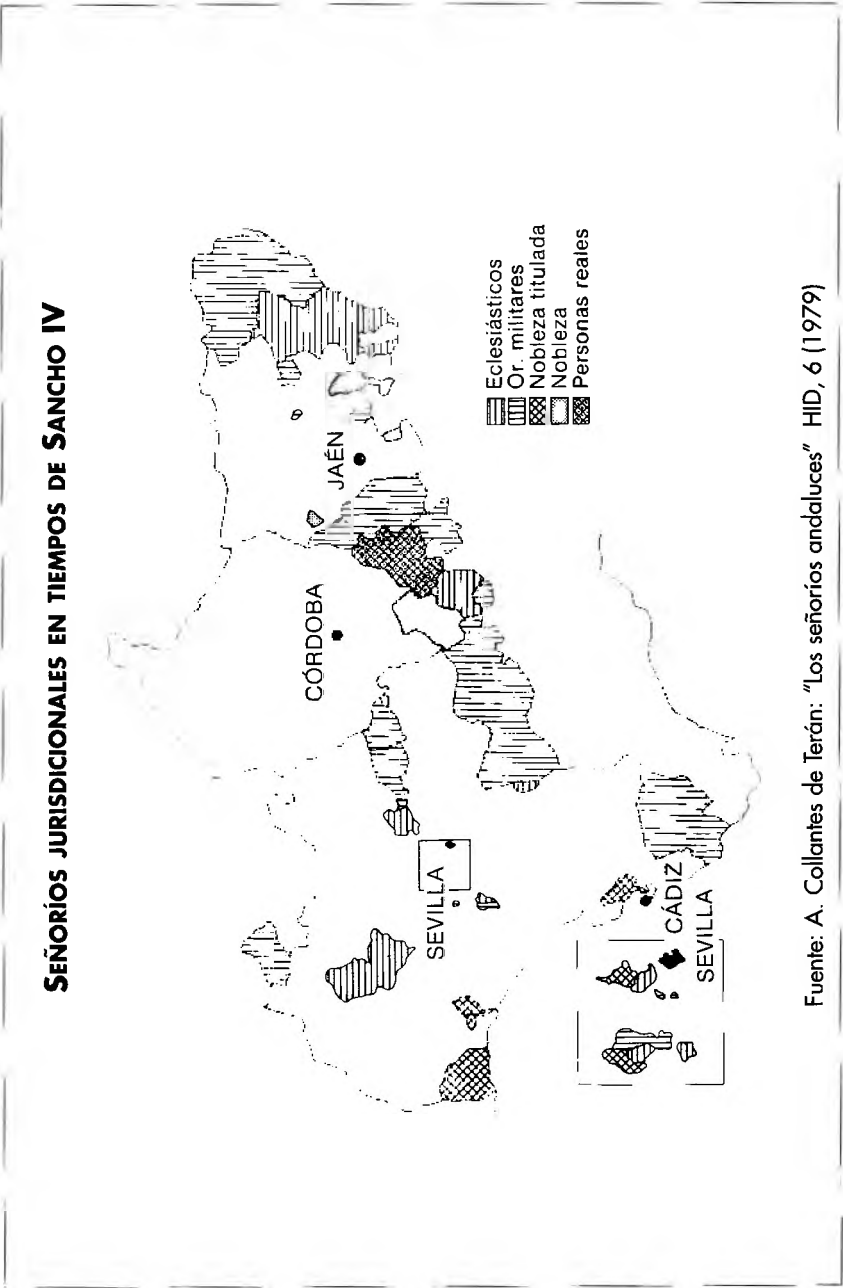 SEÑORÍOS JURISDICIONALES EN TIEMPOS DE SANCHO IV
JAÉN
CÓRDOBA
SEVILLA
CÁDIZ
SEVILLA
Eclesiásticos
Or. militares
Nobleza titulada
Nobleza
Personas reales
Fuente: A. Collantes de Terán: "Los señoríos andaluces" HID, 6 (1979)